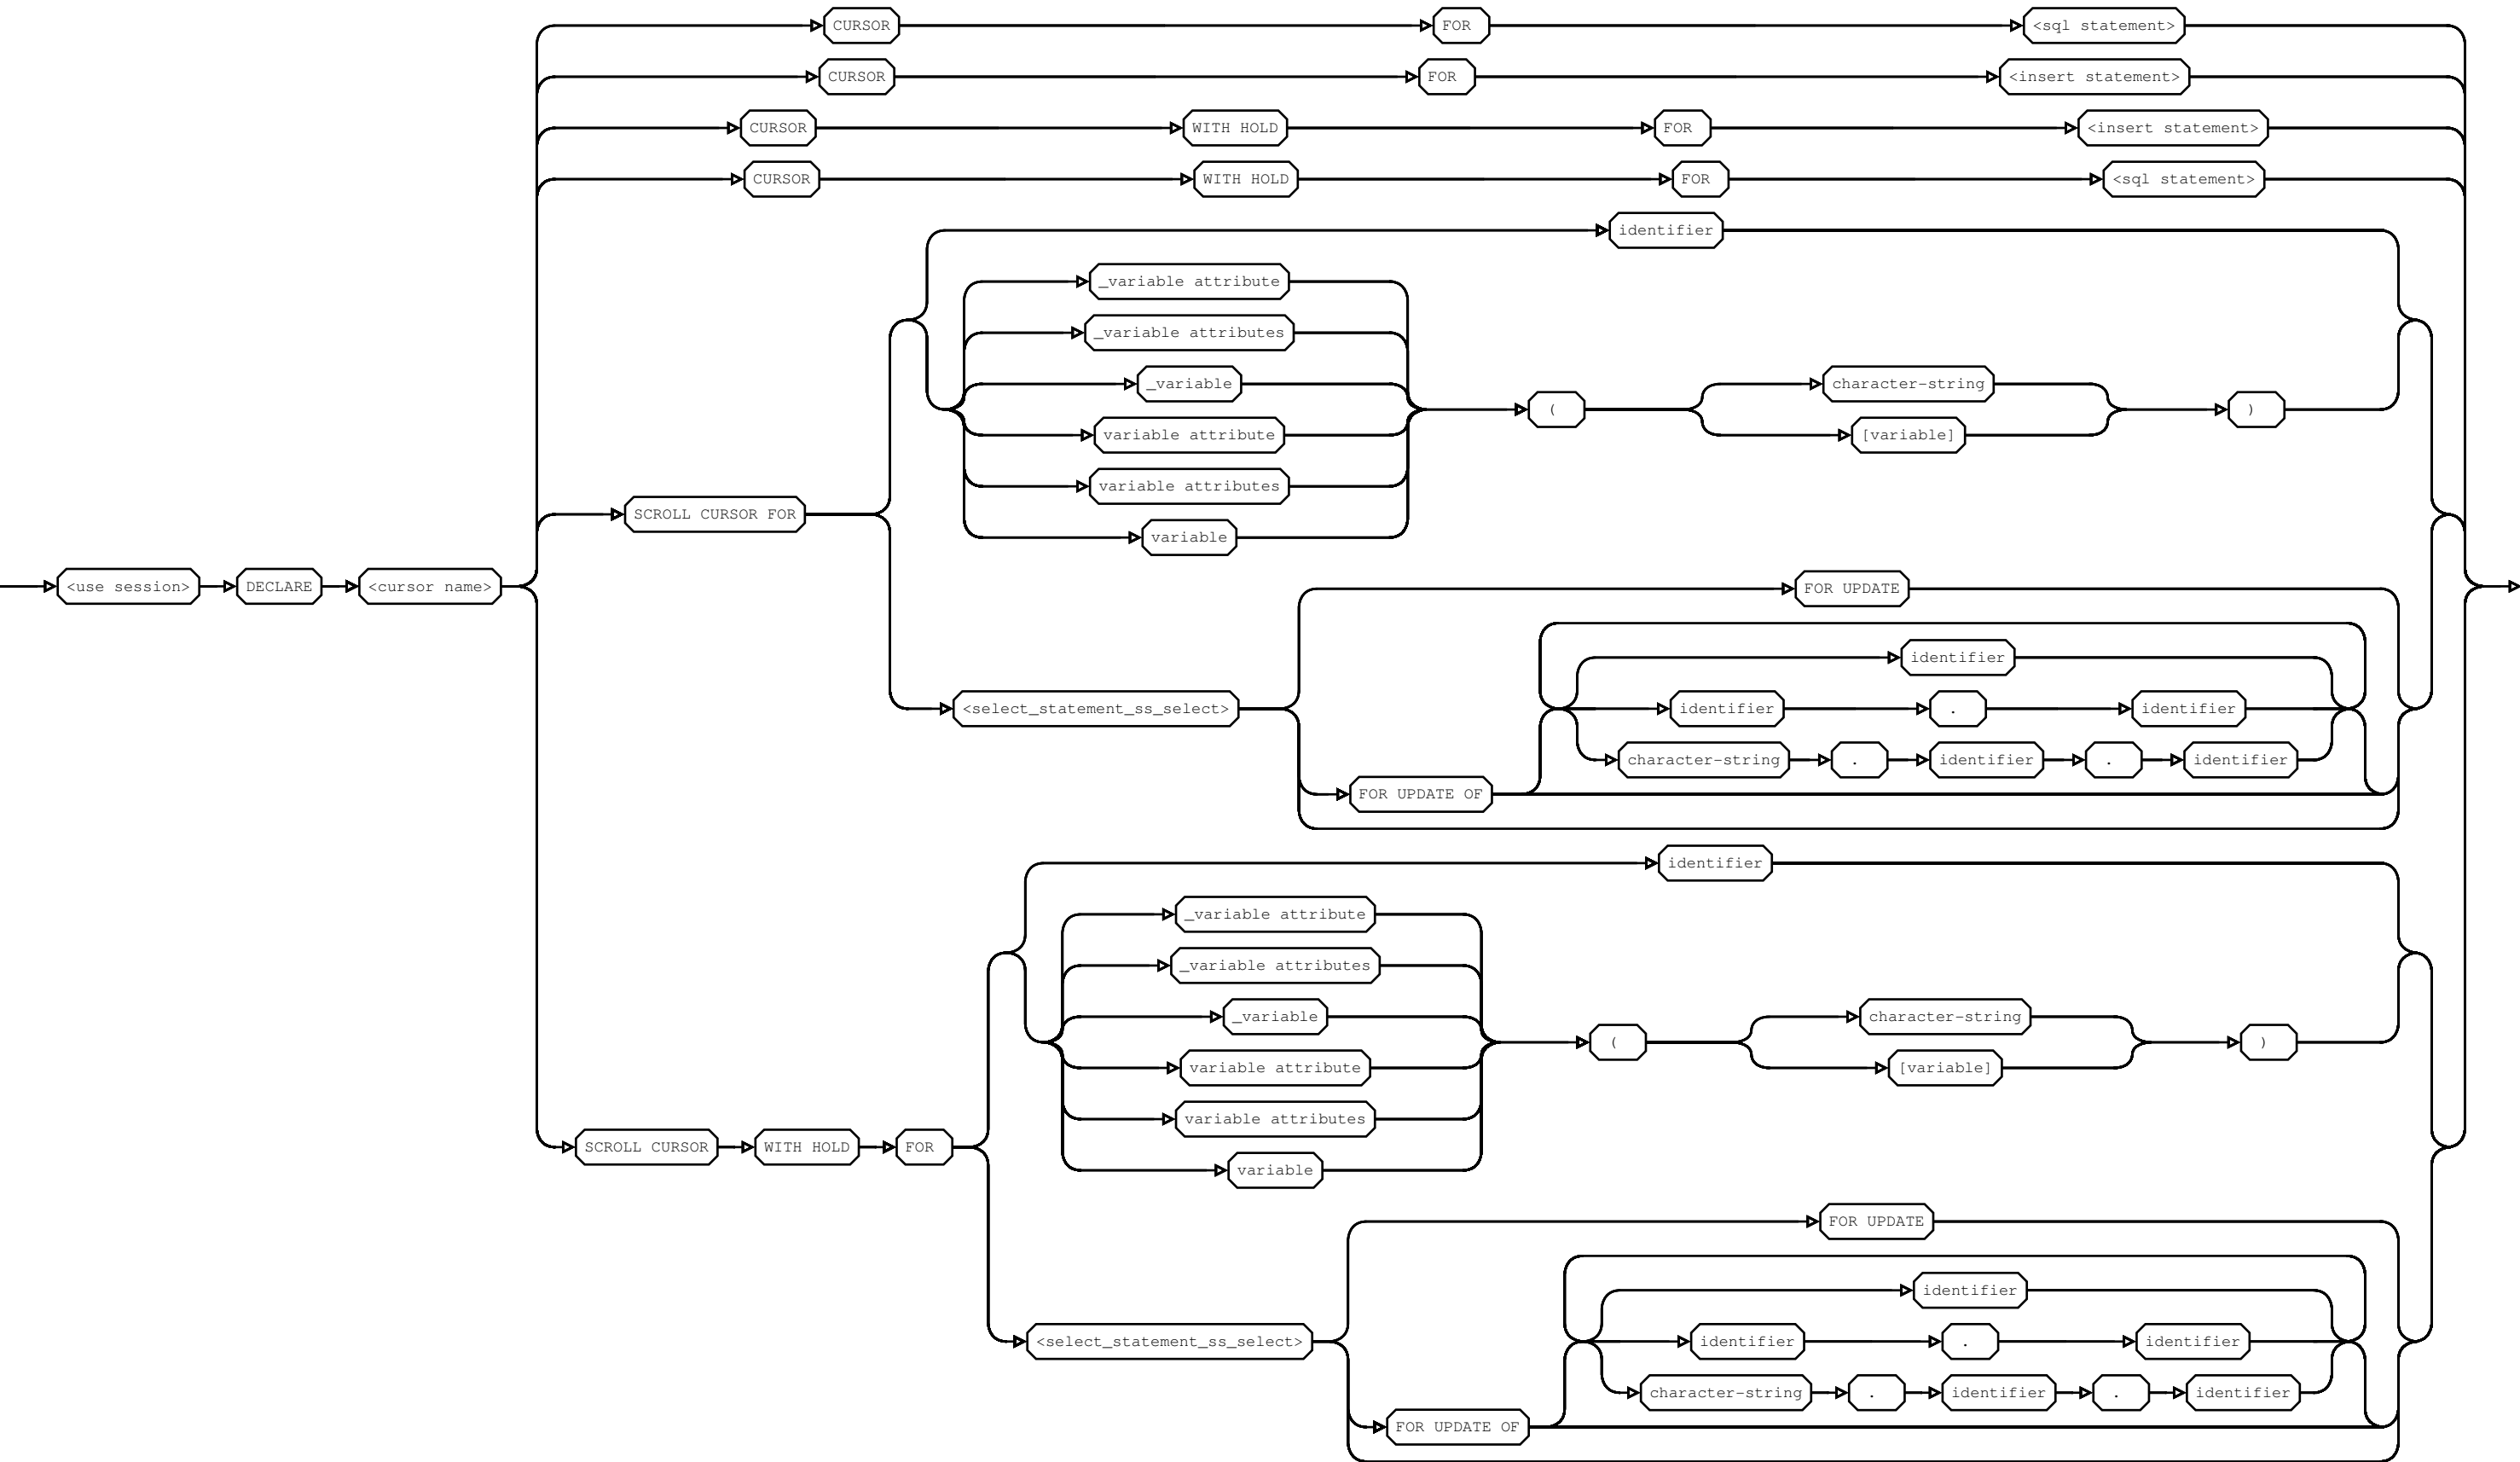 CURSOR FOR <sql statement>
CURSOR FOR <insert statement>
CURSOR WITH HOLD FOR <insert statement>
CURSOR WITH HOLD FOR <sql statement>
identifier
_variable attribute
_variable attributes
_variable character-string
( )
variable attribute [variable]
variable attributes
SCROLL CURSOR FOR
variable
<use session> DECLARE <cursor name> FOR UPDATE
identifier
<select_statement_ss_select> identifier . identifier
character-string . identifier . identifier
FOR UPDATE OF
identifier
_variable attribute
_variable attributes
_variable character-string
( )
variable attribute [variable]
variable attributes
SCROLL CURSOR WITH HOLD FOR
variable
FOR UPDATE
identifier
<select_statement_ss_select> identifier . identifier
character-string . identifier . identifier
FOR UPDATE OF